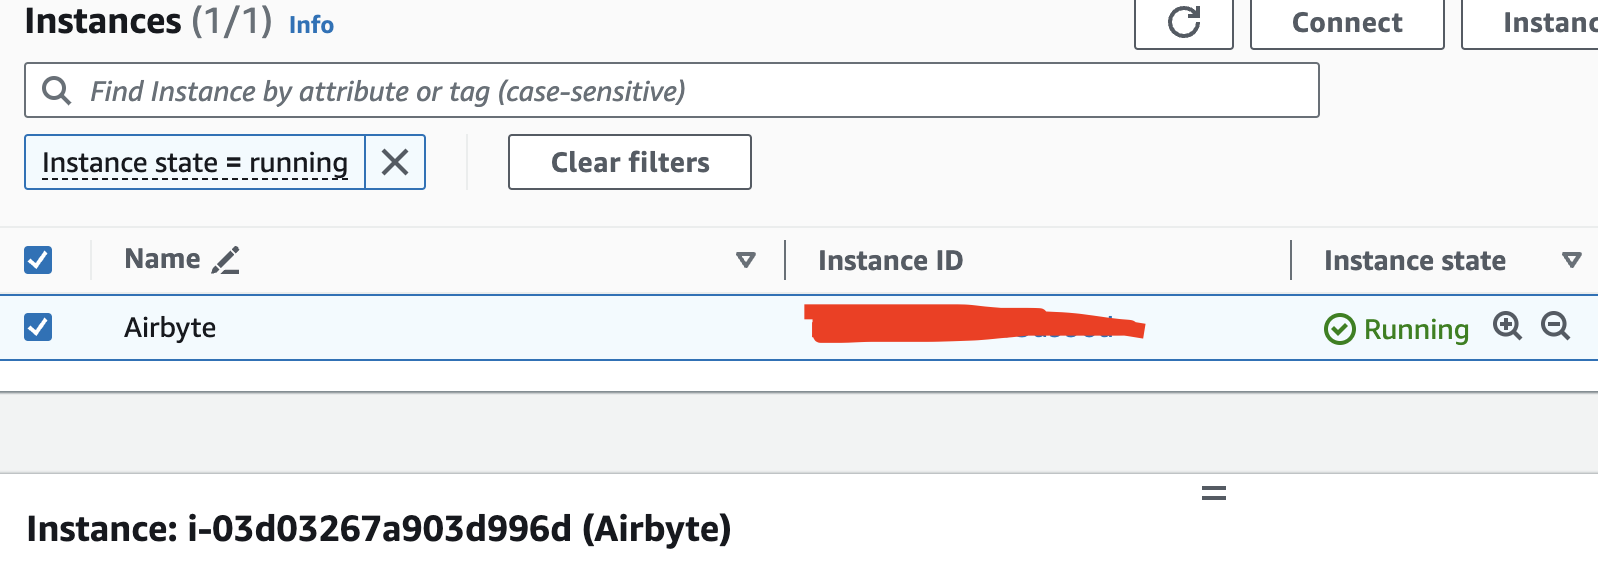 Instances (1/1) Info
Connect
Instanc
Find Instance by attribute or tag (case-sensitive)
Instance state = running
Clear filters
Name
Instance ID
Instance state
Airbyte
Running
Instance: i-03d03267a903d996d (Airbyte)